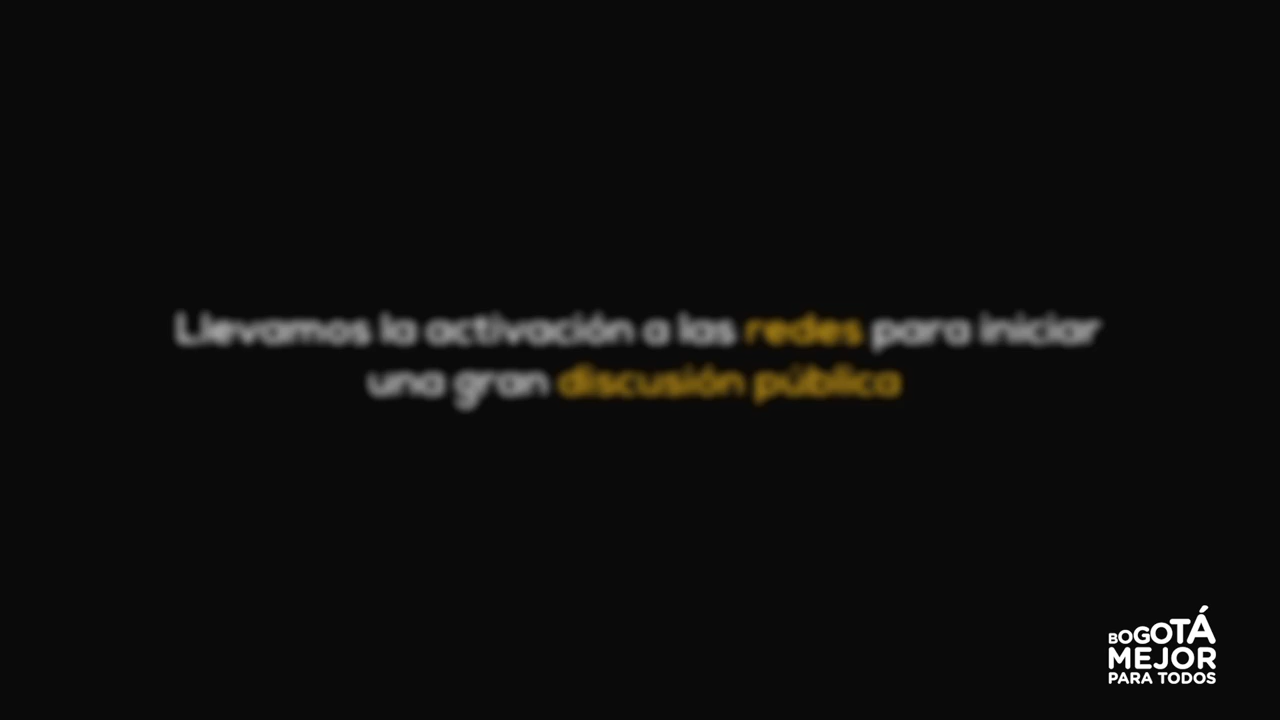 Llevamos la activación a las redes para iniciar
una gran discusión pública
BOGOTÁ
MEJOR
PARA TODOS